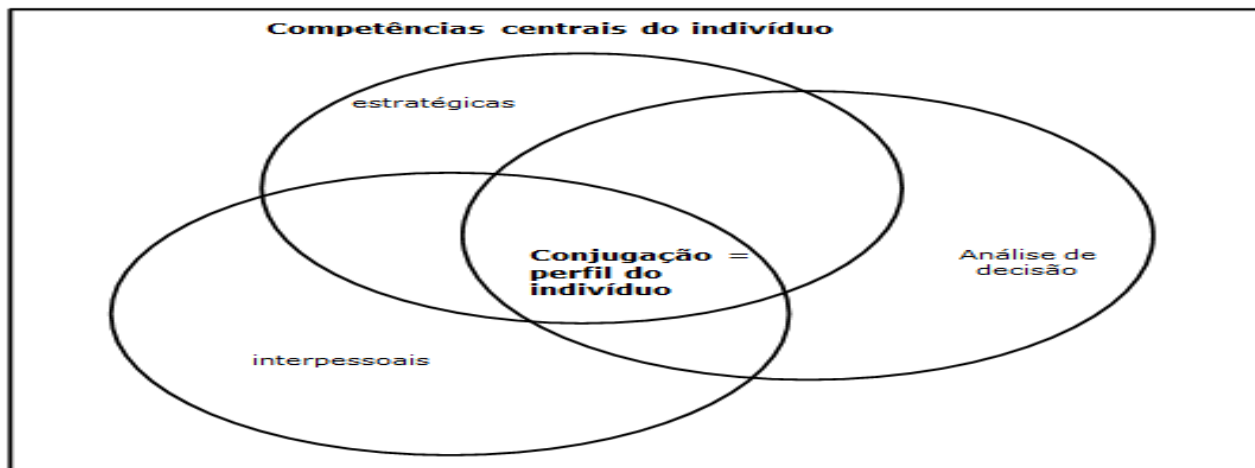 Competências centrais do indivíduo
estratégicas
Conjugação =
perfil do
indivíduo
Análise de
decisão
interpessoais